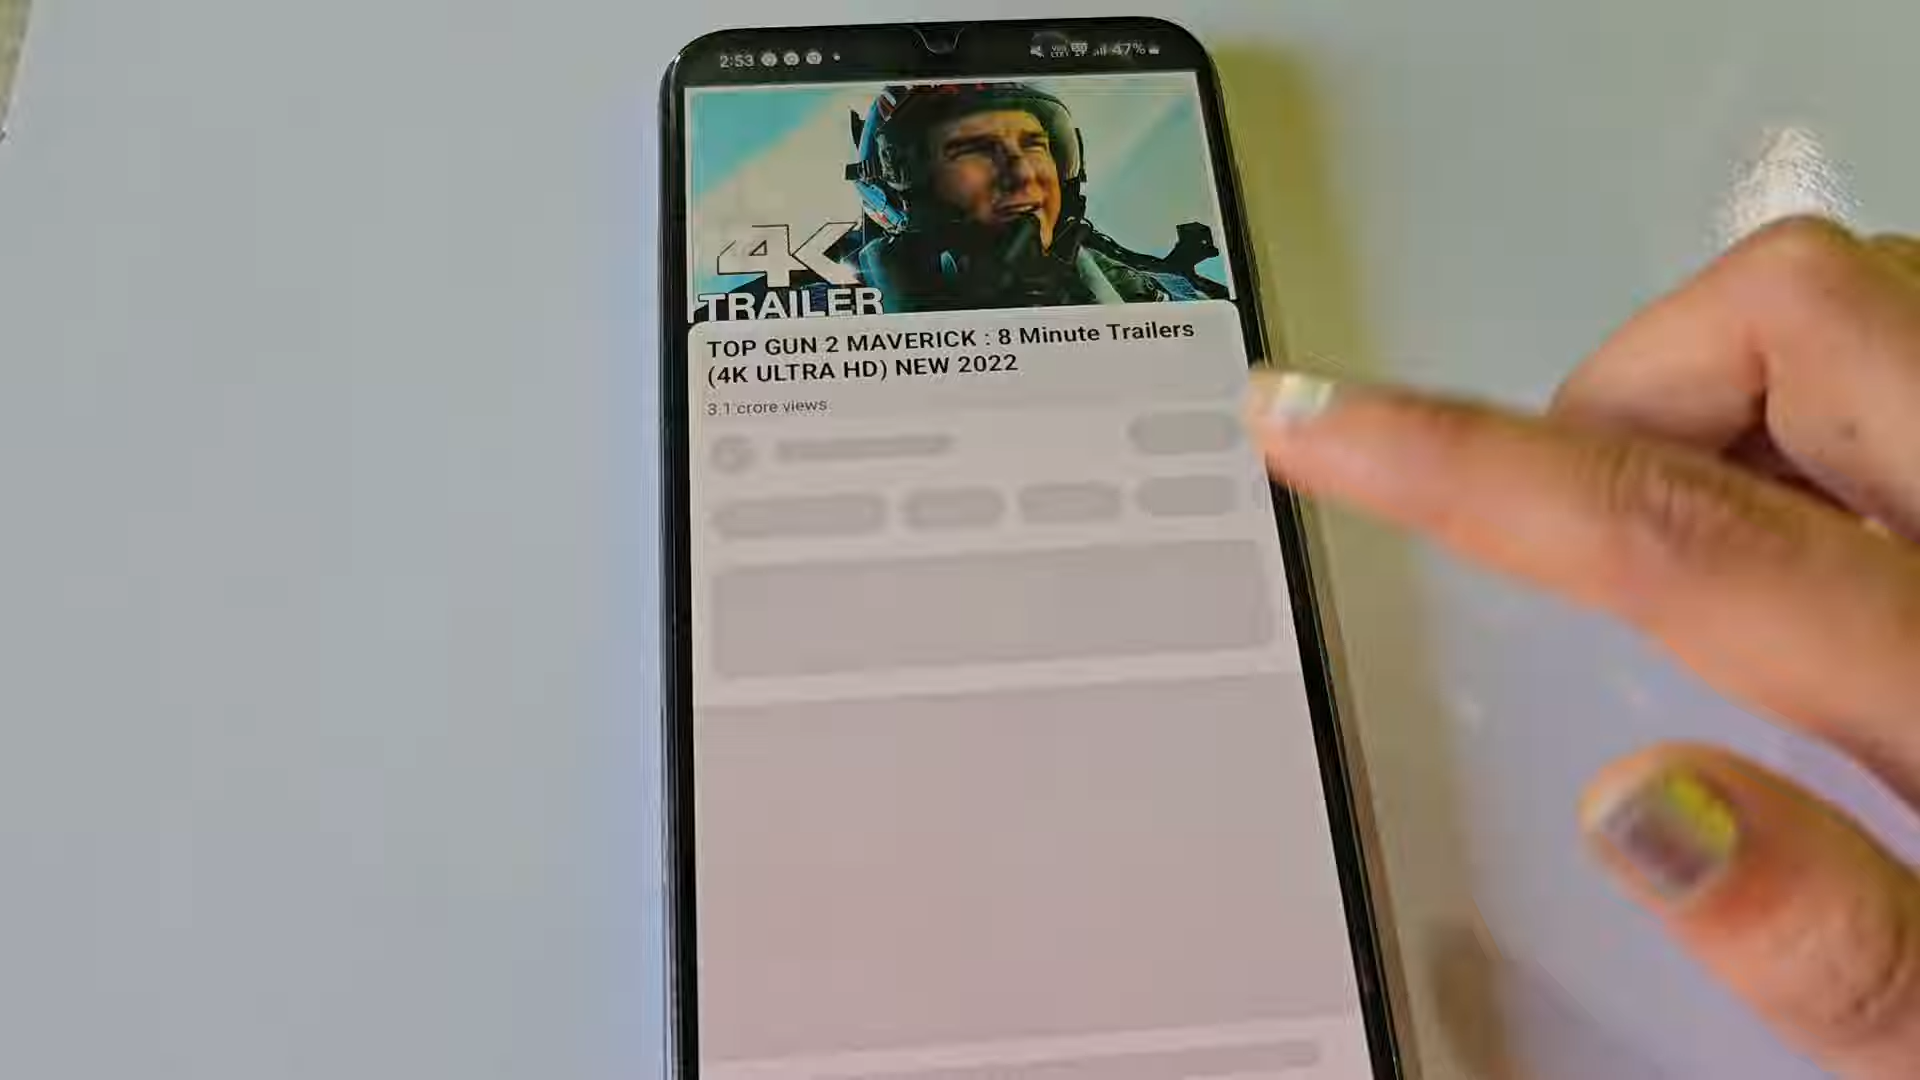 2:53
47%
4K
TRAILER
TOP GUN 2 MAVERICK : 8 Minute Trailers
(4K ULTRA HD) NEW 2022
3.1 crore views